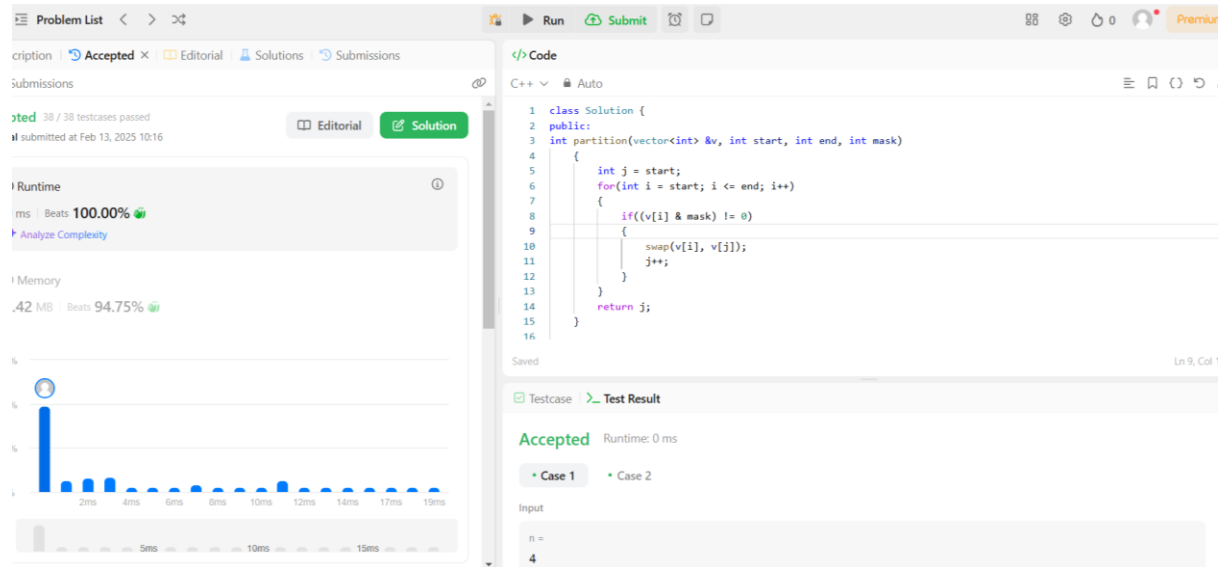 Problem List
Run
Submit
0
Premiu
cription
Accepted
Editorial
Solutions
Submissions
Code
Submissions
C++
Auto
pted 38 / 38 testcases passed
al submitted at Feb 13, 2025 10:16
Editorial
Solution
Runtime
ms Beats 100.00%
Analyze Complexity
Memory
.42 MB Beats 94.75%
2ms 4ms 6ms 8ms 10ms 12ms 14ms 17ms 19ms
5ms 10ms 15ms
1 class Solution {
2 public:
3 int partition(vector<int> &v, int start, int end, int mask)
4 {
5 int j = start;
6 for(int i = start; i <= end; i++)
7 {
8 if((v[i] & mask) != 0)
9 {
10 swap(v[i], v[j]);
11 j++;
12 }
13 }
14 return j;
15 }
16
Saved
Ln 9, Col 1
Testcase
Test Result
Accepted Runtime: 0 ms
Case 1
Case 2
Input
n =
4